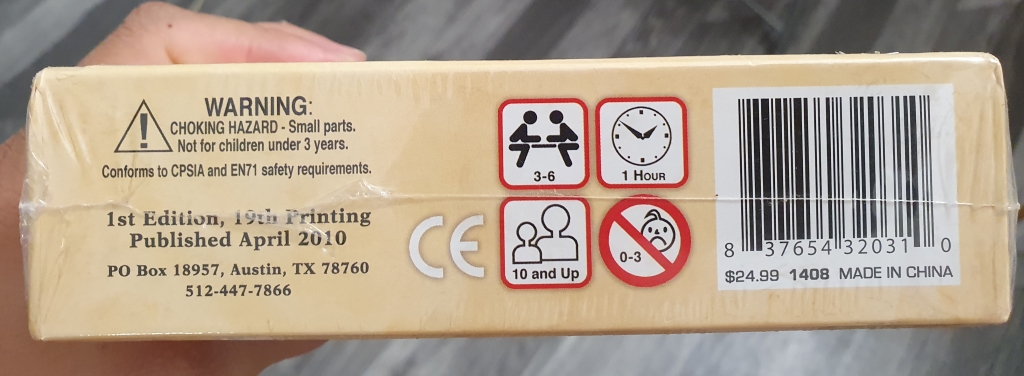 WARNING:
CHOKING HAZARD - Small parts.
Not for children under 3 years.
Conforms to CPSIA and EN71 safety requirements.
1st Edition, 19th Printing
Published April 2010
PO Box 18957, Austin, TX 78760
512-447-7866
CE
3-6
1 HOUR
10 and Up
0-3
8 37654 32031 0
$24.99 1408 MADE IN CHINA